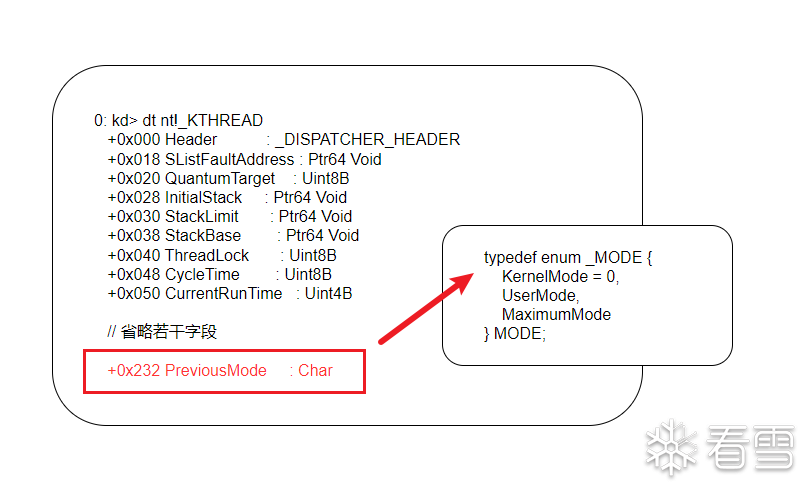 0: kd> dt nt!_KTHREAD
+0x000 Header : _DISPATCHER_HEADER
+0x018 SListFaultAddress : Ptr64 Void
+0x020 QuantumTarget : Uint8B
+0x028 InitialStack : Ptr64 Void
+0x030 StackLimit : Ptr64 Void
+0x038 StackBase : Ptr64 Void
+0x040 ThreadLock : Uint8B
+0x048 CycleTime : Uint8B
+0x050 CurrentRunTime : Uint4B
// 省略若干字段
+0x232 PreviousMode : Char
typedef enum _MODE {
KernelMode = 0,
UserMode,
MaximumMode
} MODE;
看雪